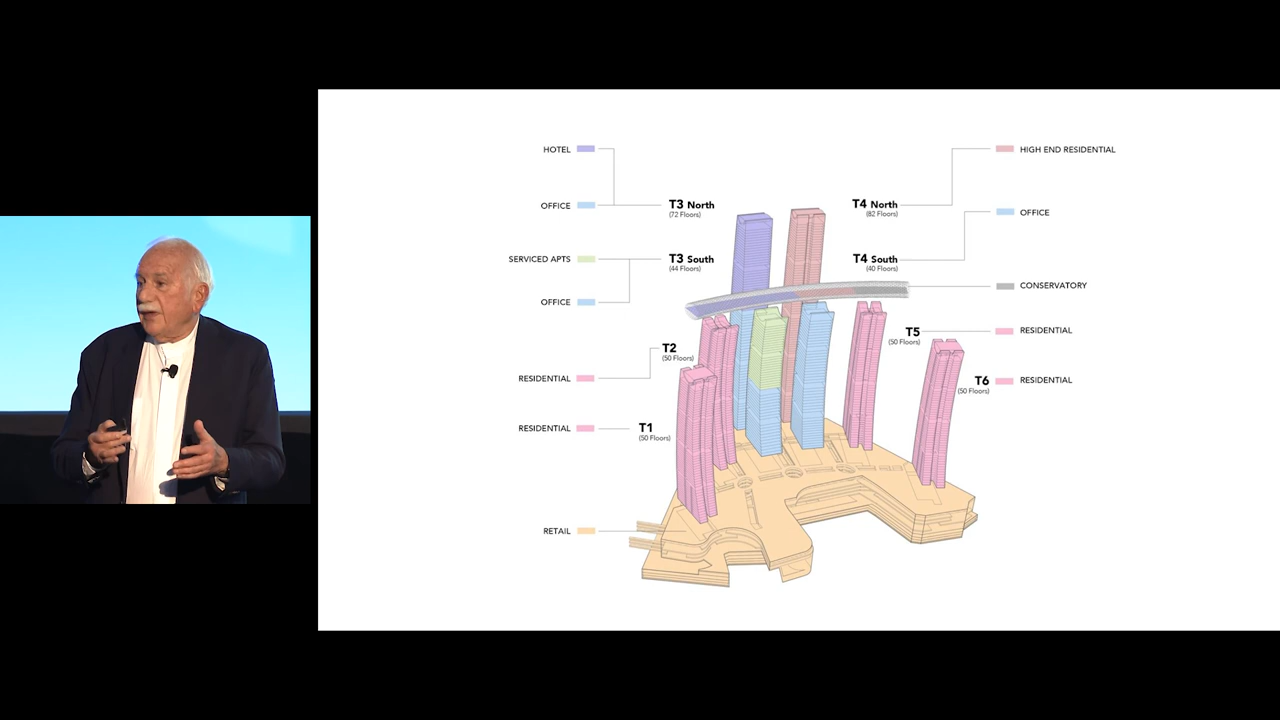 HOTEL
HIGH END RESIDENTIAL
OFFICE
T3 North
(72 Floors)
T4 North
(82 Floors)
OFFICE
SERVICED APTS
T3 South
(44 Floors)
T4 South
(40 Floors)
CONSERVATORY
OFFICE
T5
(50 Floors)
RESIDENTIAL
T2
(50 Floors)
RESIDENTIAL
T6
(50 Floors)
RESIDENTIAL
RESIDENTIAL
T1
(50 Floors)
RETAIL